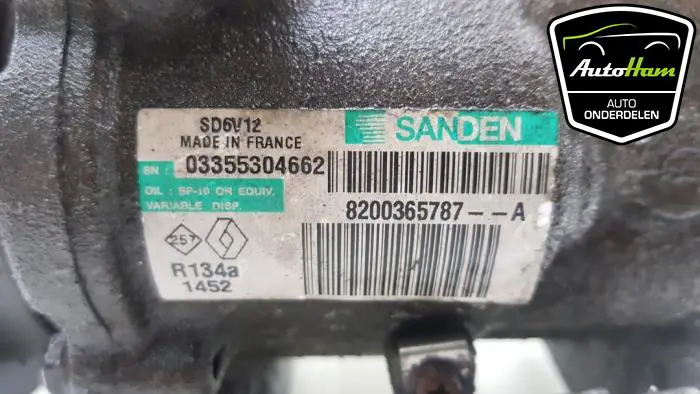 SD6V12
MADE IN FRANCE
SANDEN
SN: 03355304662
OIL : SP-10 OR EQUIV.
VARIABLE DISP.
8200365787--A
257
R134a
1452
AutoHam
AUTO
ONDERDELEN